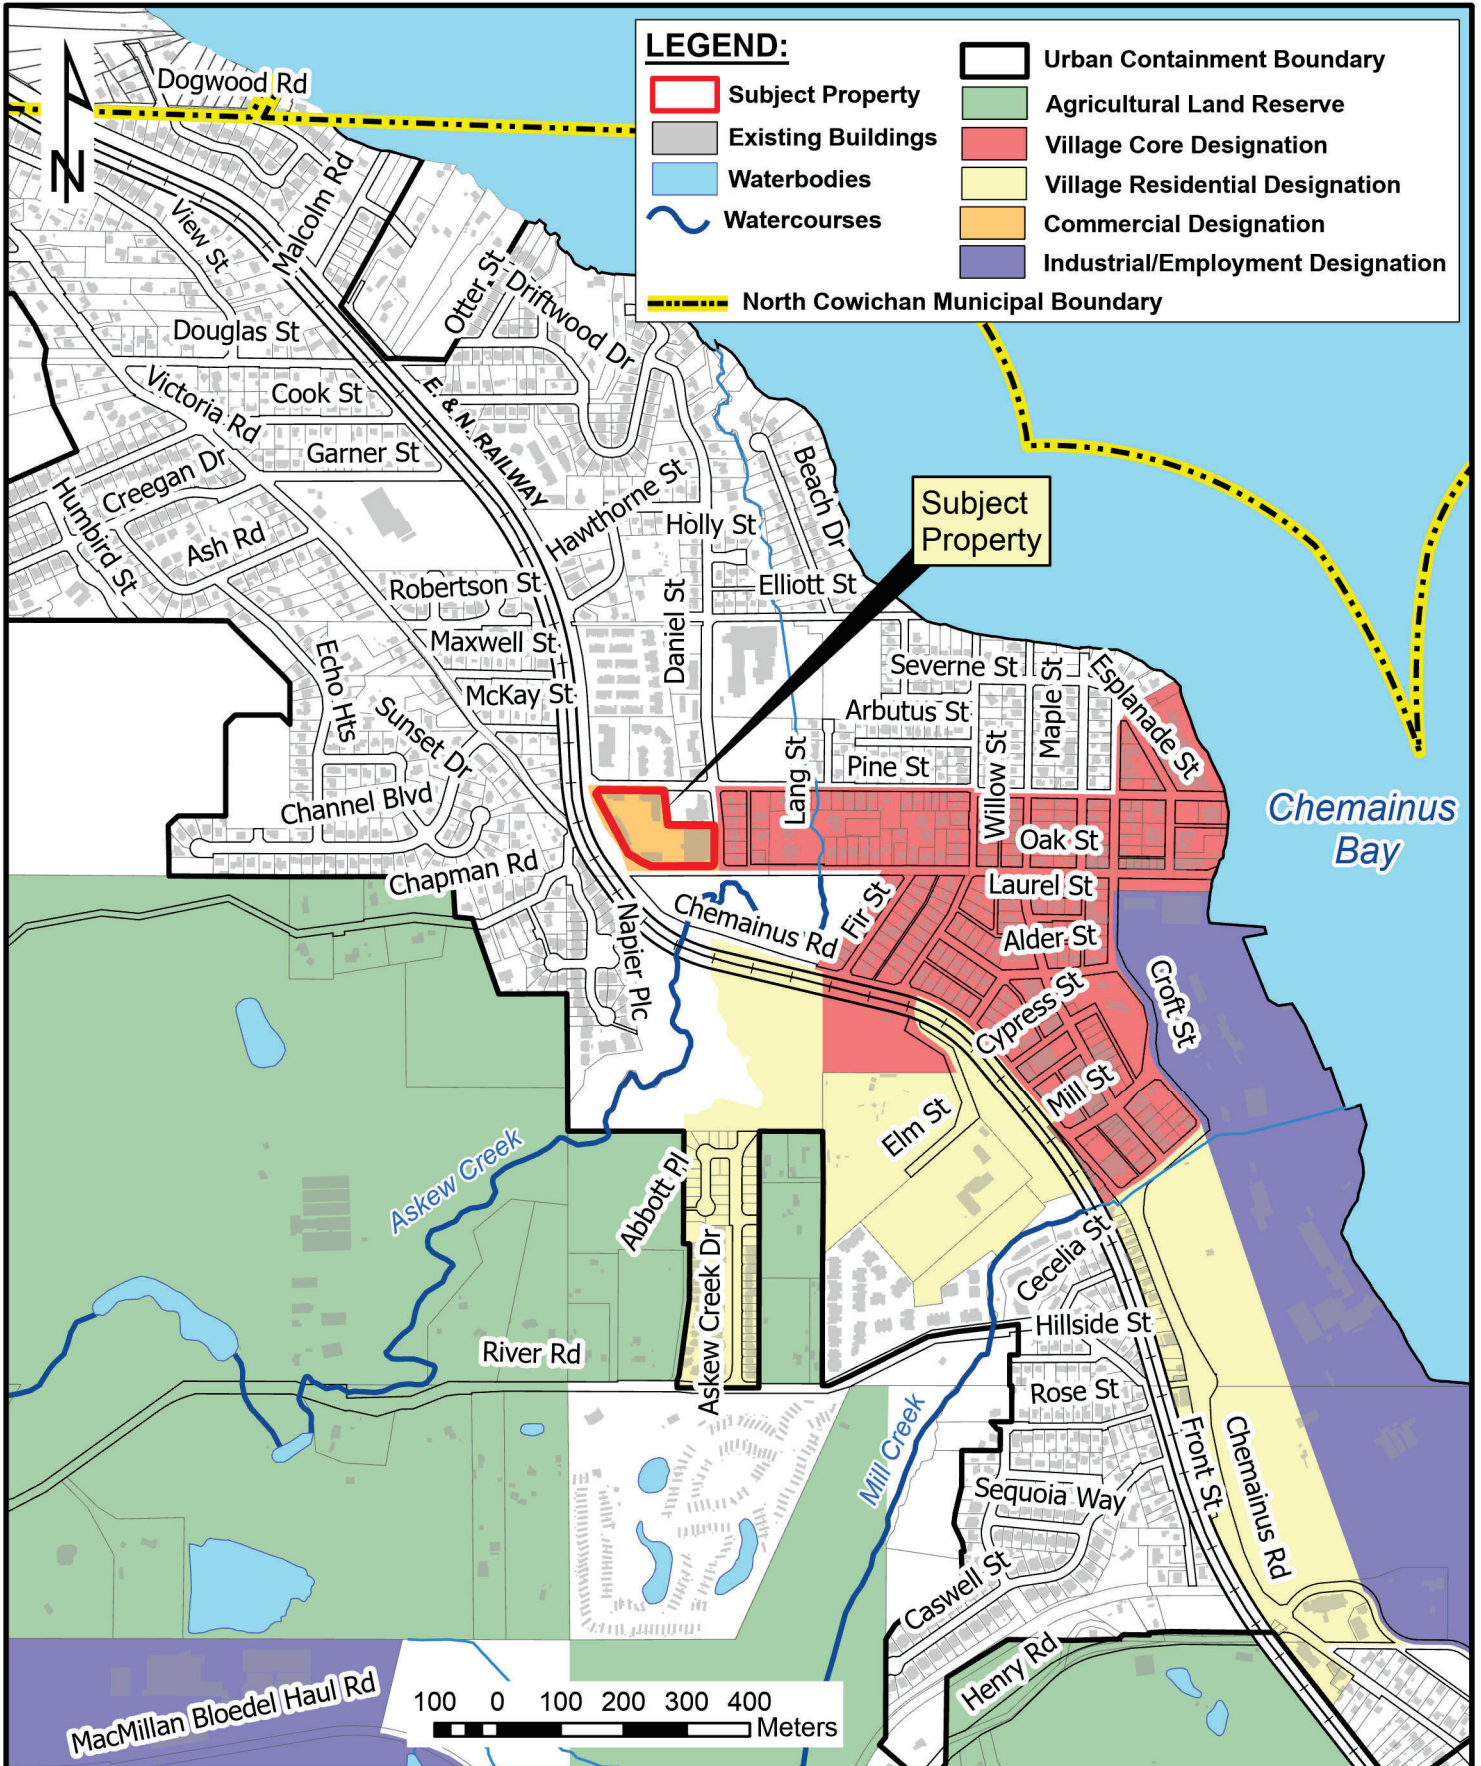 LEGEND:
Subject Property
Existing Buildings
Waterbodies
Watercourses
Urban Containment Boundary
Agricultural Land Reserve
Village Core Designation
Village Residential Designation
Commercial Designation
Industrial/Employment Designation
North Cowichan Municipal Boundary
N
Dogwood Rd
Malcolm Rd
View St
Otter St
Driftwood Dr
Douglas St
Cook St
Victoria Rd
Garner St
E. & N. RAILWAY
Creegan Dr
Humbird St
Ash Rd
Hawthorne St
Holly St
Beach Dr
Subject
Property
Robertson St
Elliott St
Daniel St
Maxwell St
McKay St
Echo Hts
Sunset Dr
Severne St
Maple St
Esplanade St
Arbutus St
Willow St
Pine St
Lang St
Channel Blvd
Chapman Rd
Oak St
Laurel St
Chemainus
Bay
Napier Plc
Chemainus Rd
Fir St
Alder St
Cypress St
Croft St
Mill St
Elm St
Askew Creek
Abbott Pl
Askew Creek Dr
Cecelia St
Hillside St
River Rd
Rose St
Mill Creek
Front St
Chemainus Rd
Sequoia Way
Caswell St
Henry Rd
MacMillan Bloedel Haul Rd
100 0 100 200 300 400
Meters